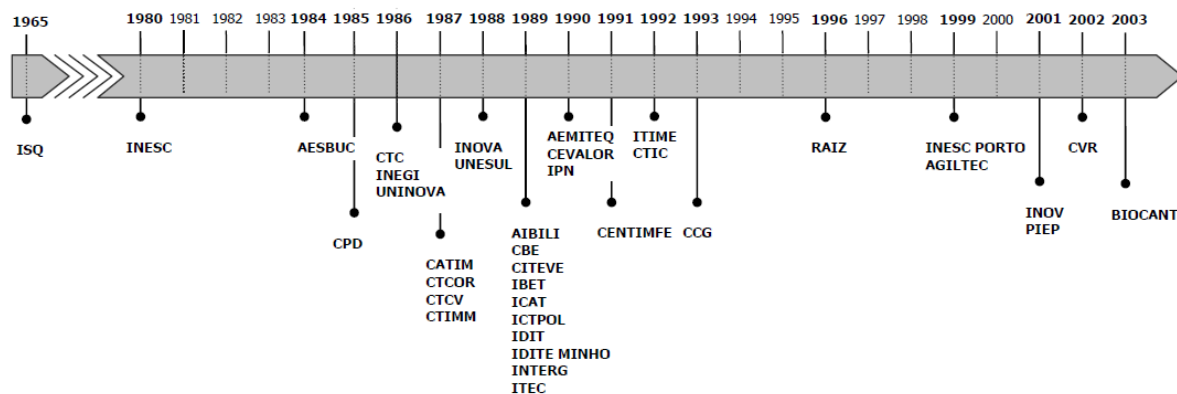 1965 1980 1981 1982 1983 1984 1985 1986 1987 1988 1989 1990 1991 1992 1993 1994 1995 1996 1997 1998 1999 2000 2001 2002 2003
ISQ
INESC
AESBUC
CPD
CTC
INEGI
UNINOVA
CATIM
CTCOR
CTCV
CTIMM
INOVA
UNESUL
AIBILI
CBE
CITEVE
IBET
ICAT
ICTPOL
IDIT
IDITE MINHO
INTERG
ITEC
AEMITEQ
CEVALOR
IPN
CENTIMFE
ITIME
CTIC
CCG
RAIZ
INESC PORTO
AGILTEC
INOV
PIEP
CVR
BIOCANT